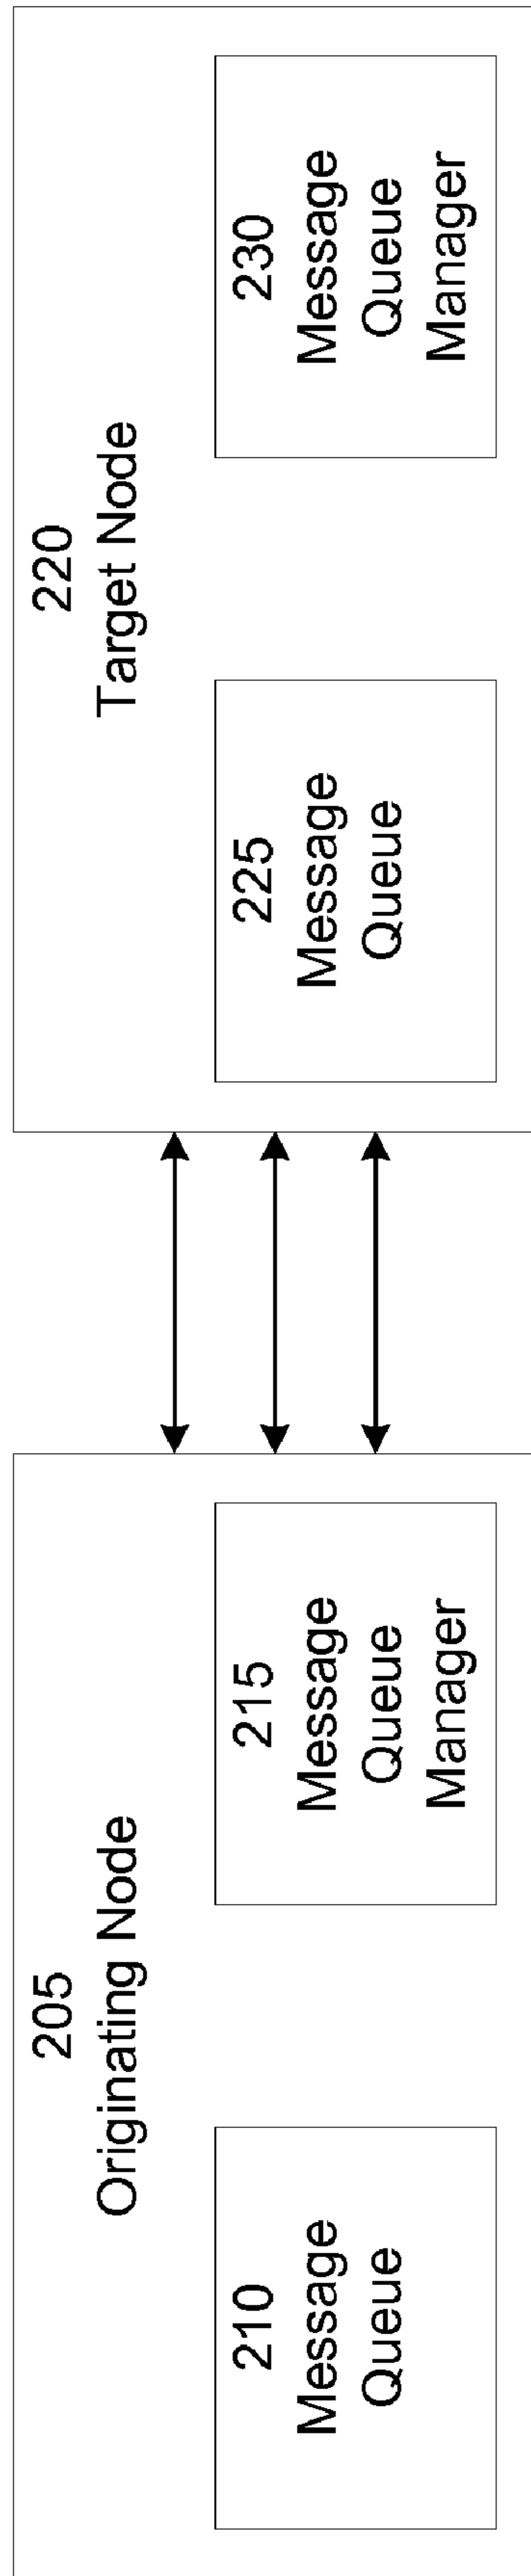 205
Originating Node
210
Message
Queue
215
Message
Queue
Manager
220
Target Node
225
Message
Queue
230
Message
Queue
Manager